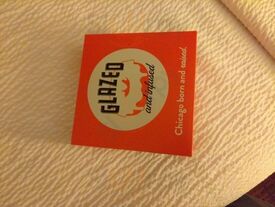 GLAZED
and infused
Chicago born and raised.